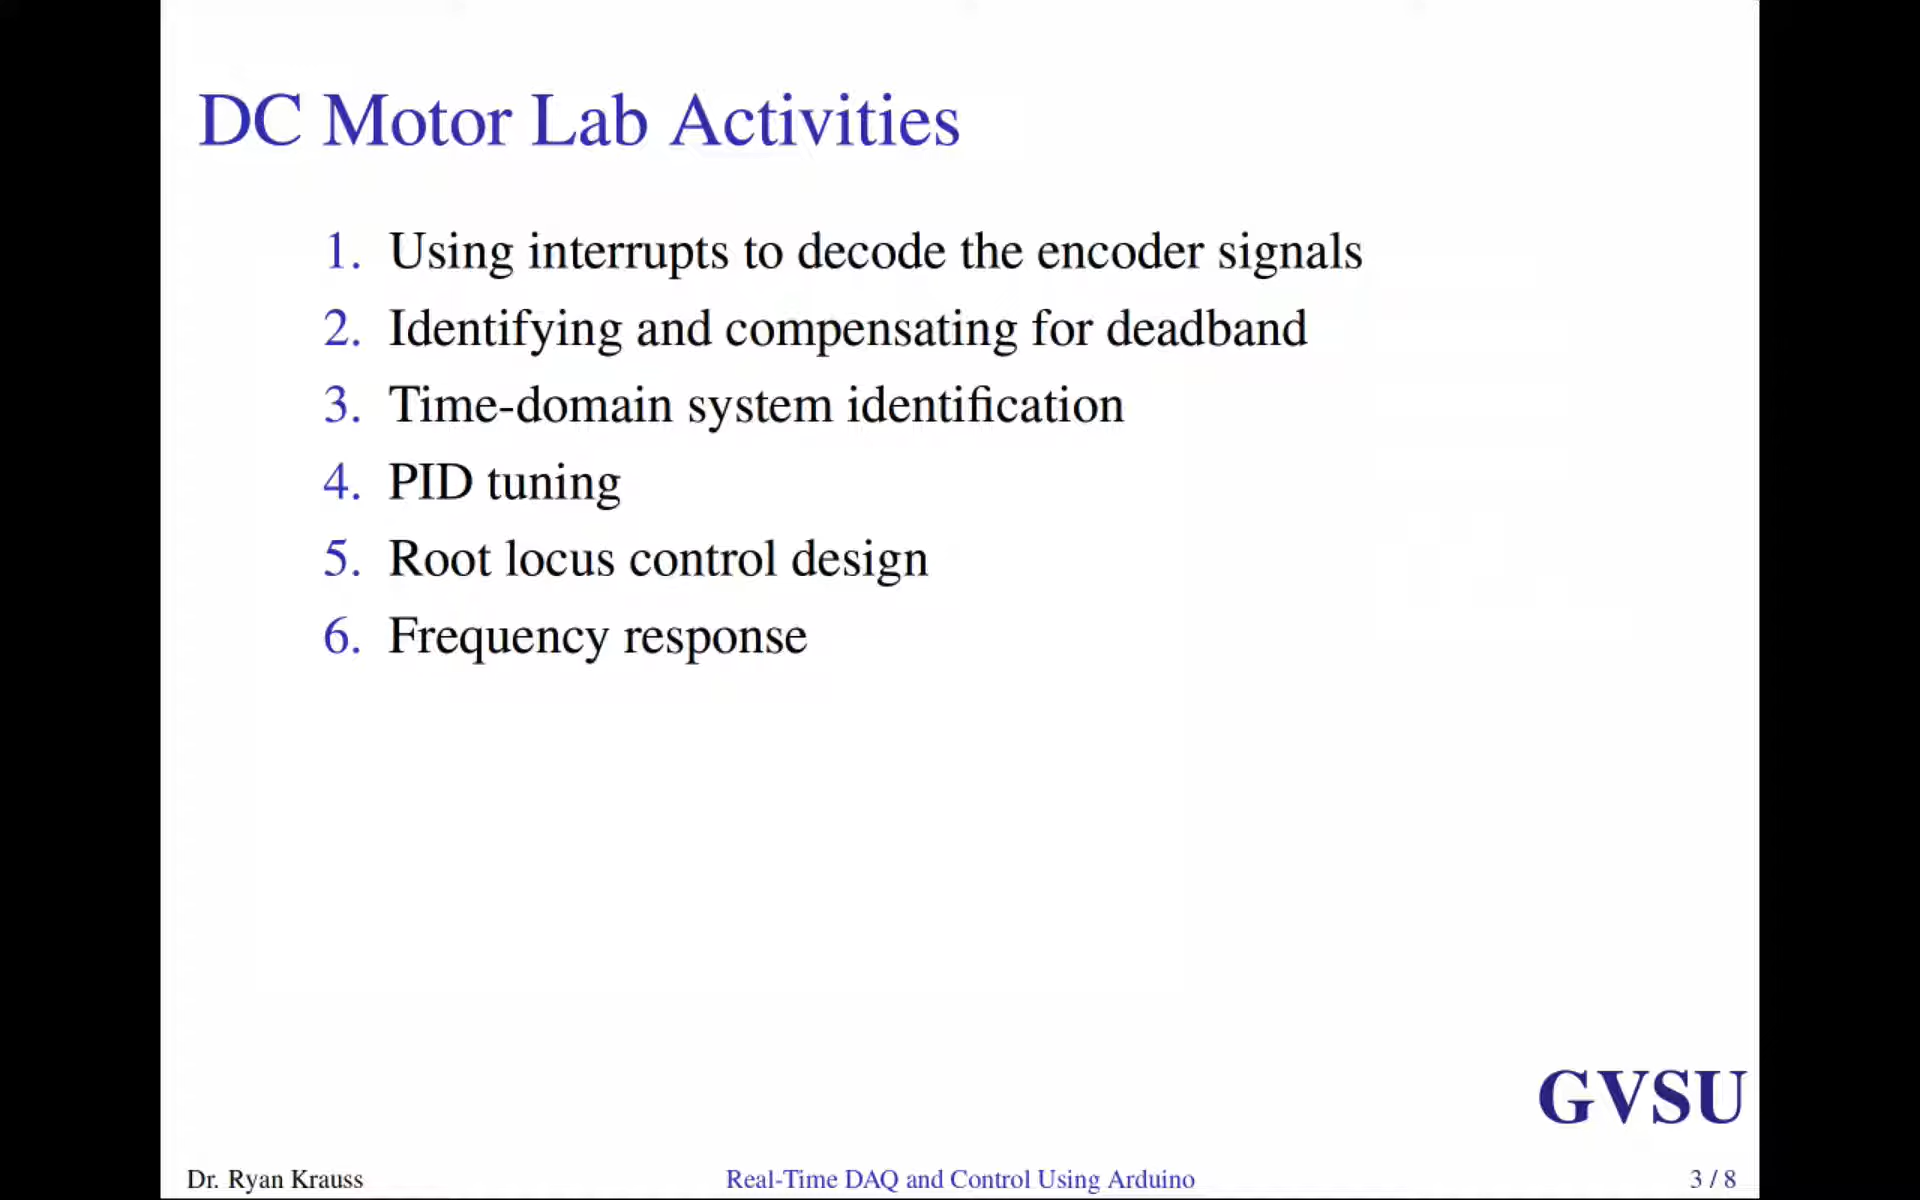 DC Motor Lab Activities
1. Using interrupts to decode the encoder signals
2. Identifying and compensating for deadband
3. Time-domain system identification
4. PID tuning
5. Root locus control design
6. Frequency response
GVSU
Dr. Ryan Krauss Real-Time DAQ and Control Using Arduino 3 / 8